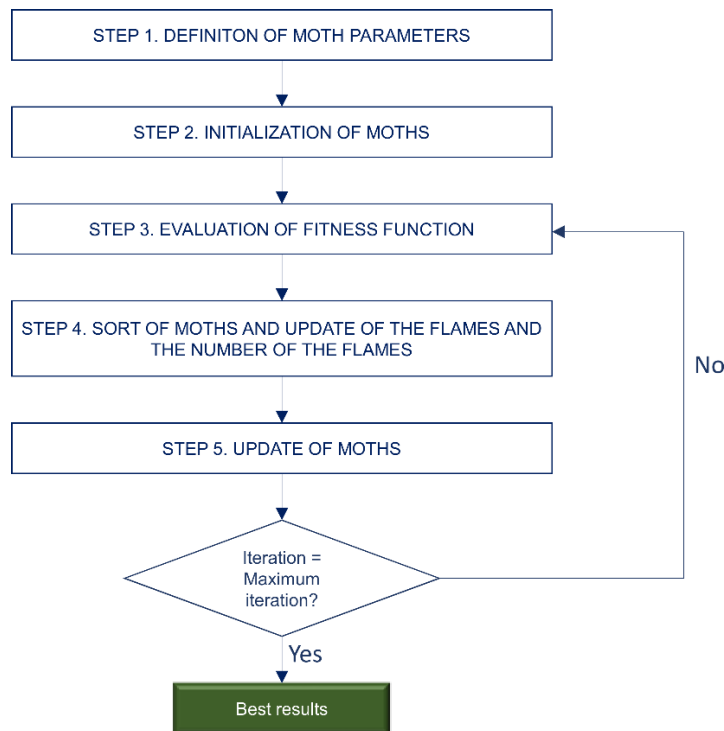 STEP 1. DEFINITON OF MOTH PARAMETERS
STEP 2. INITIALIZATION OF MOTHS
STEP 3. EVALUATION OF FITNESS FUNCTION
STEP 4. SORT OF MOTHS AND UPDATE OF THE FLAMES AND
THE NUMBER OF THE FLAMES
No
STEP 5. UPDATE OF MOTHS
Iteration =
Maximum
iteration?
Yes
Best results